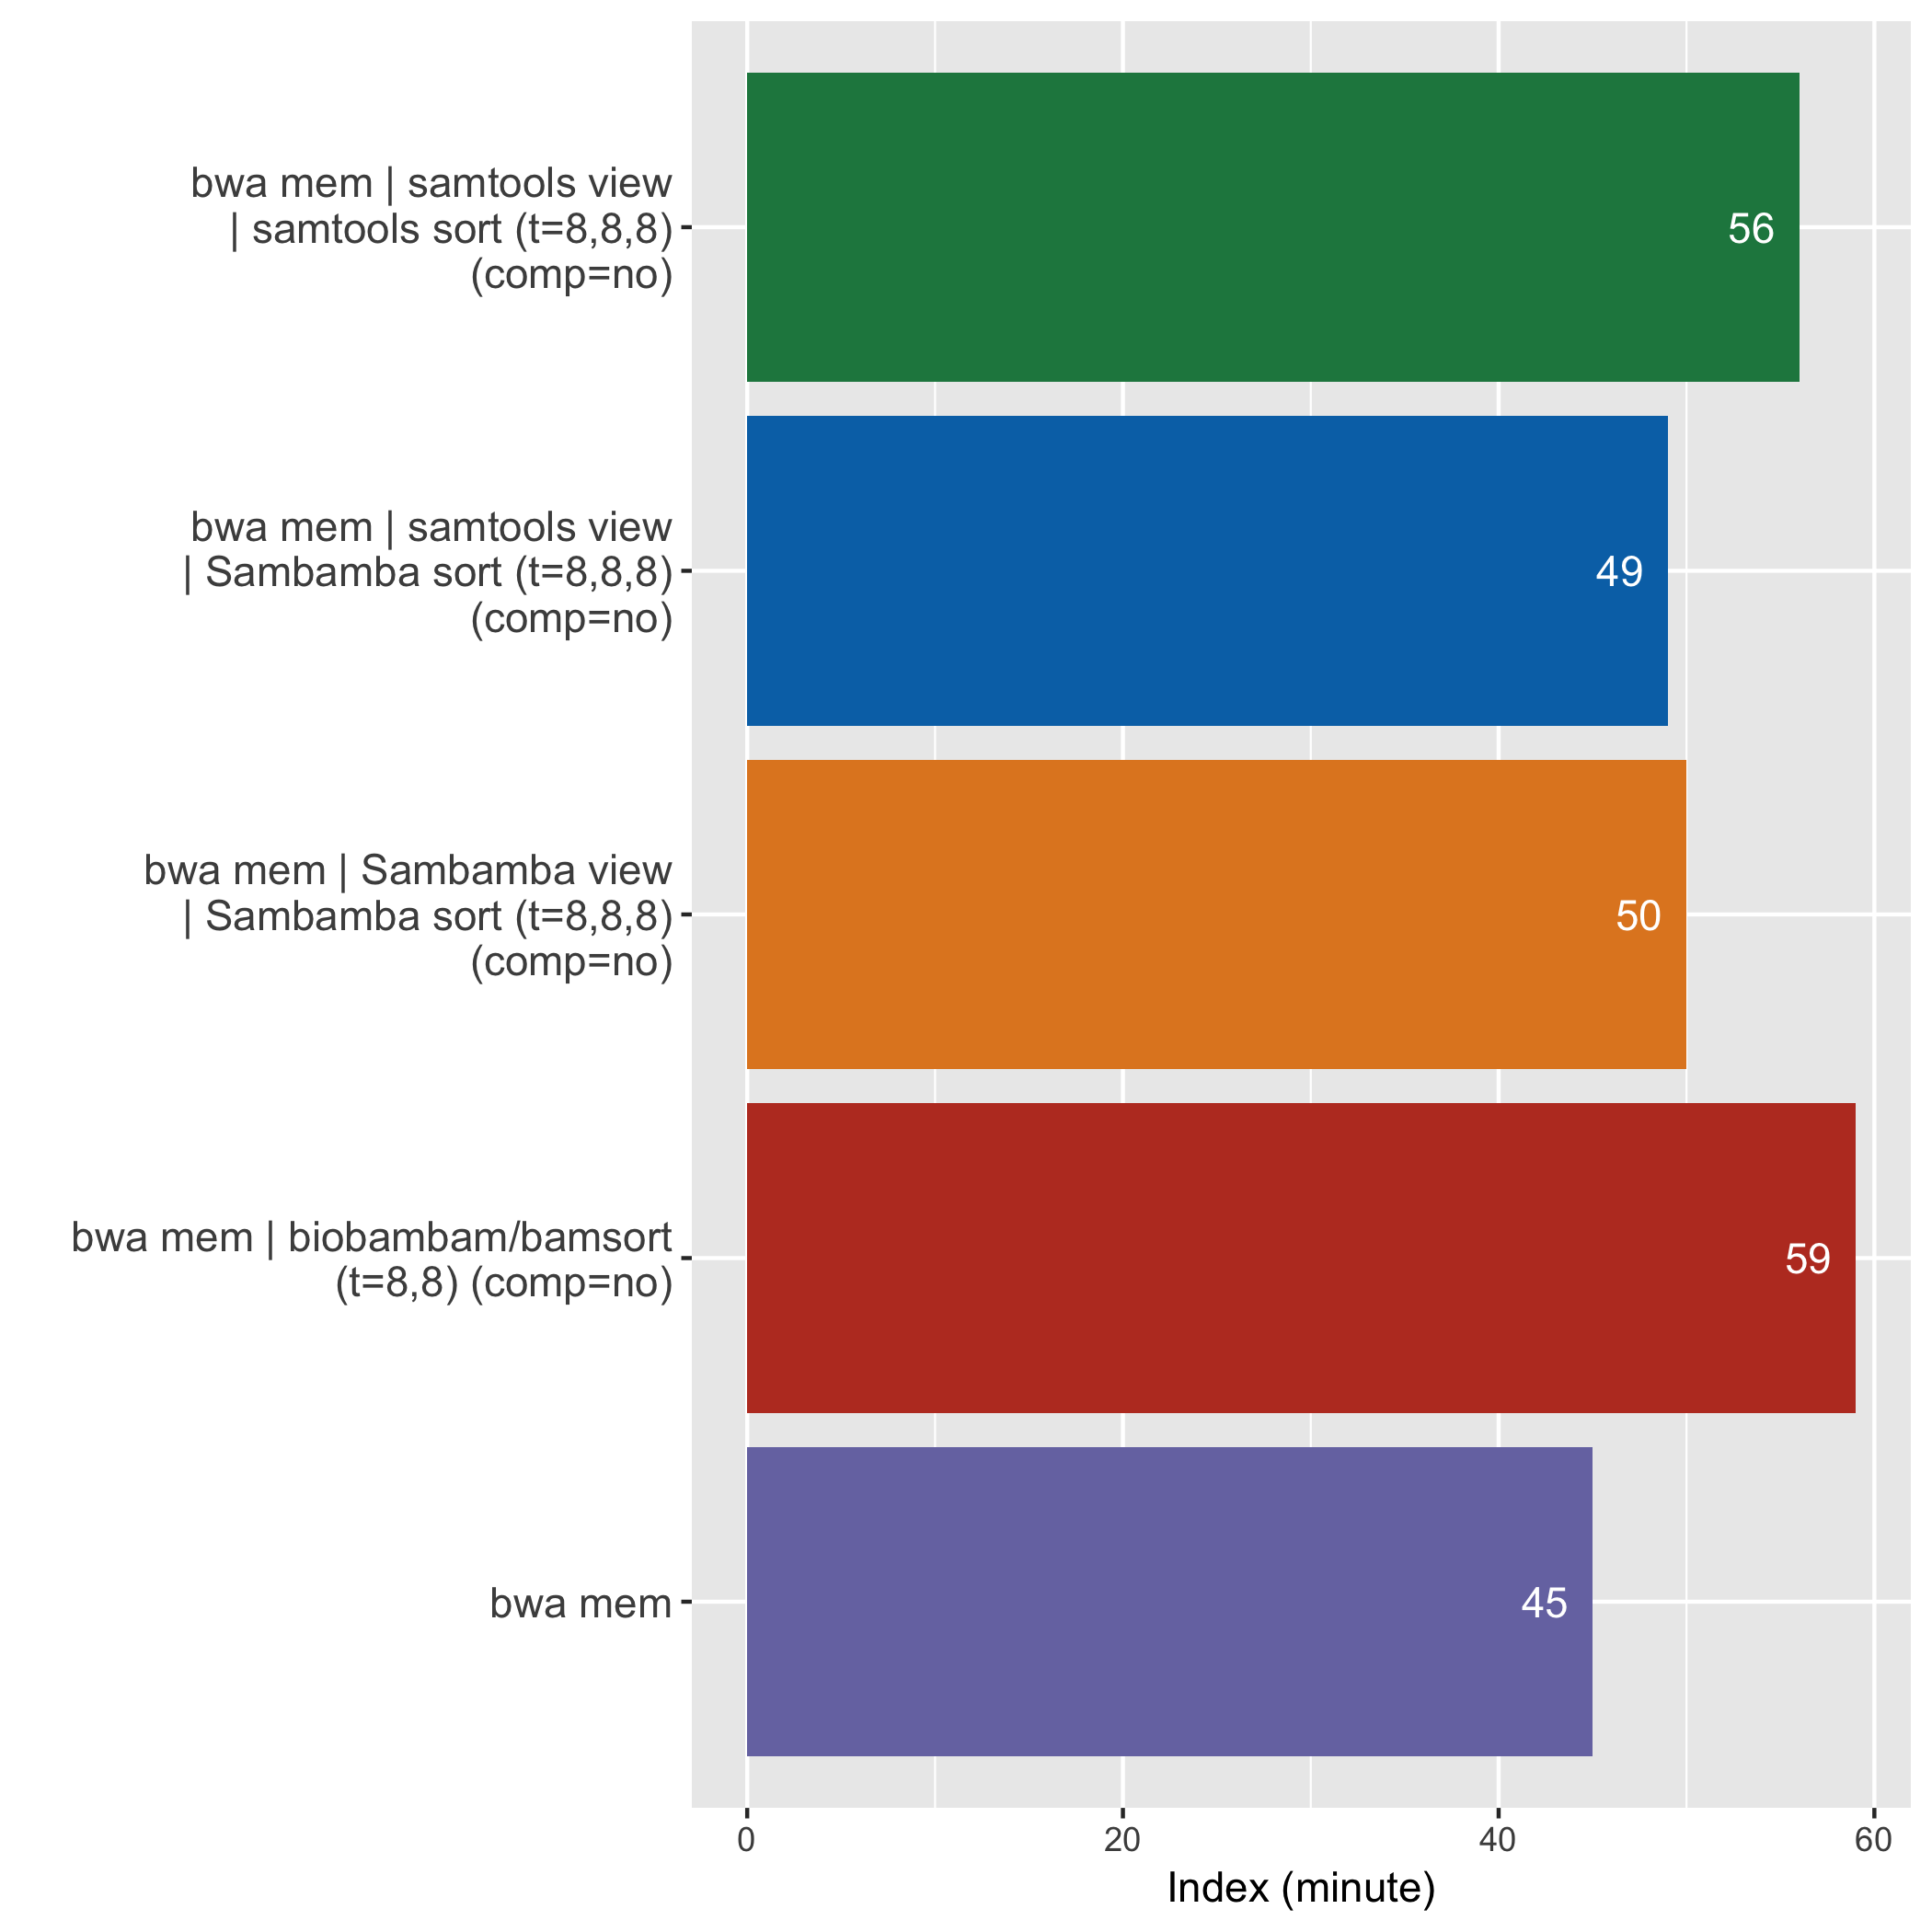 bwa mem | samtools view
| samtools sort (t=8,8,8)
(comp=no)
56
bwa mem | samtools view
| Sambamba sort (t=8,8,8)
(comp=no)
49
bwa mem | Sambamba view
| Sambamba sort (t=8,8,8)
(comp=no)
50
bwa mem | biobambam/bamsort
(t=8,8) (comp=no)
59
bwa mem
45
0 20 40 60
Index (minute)